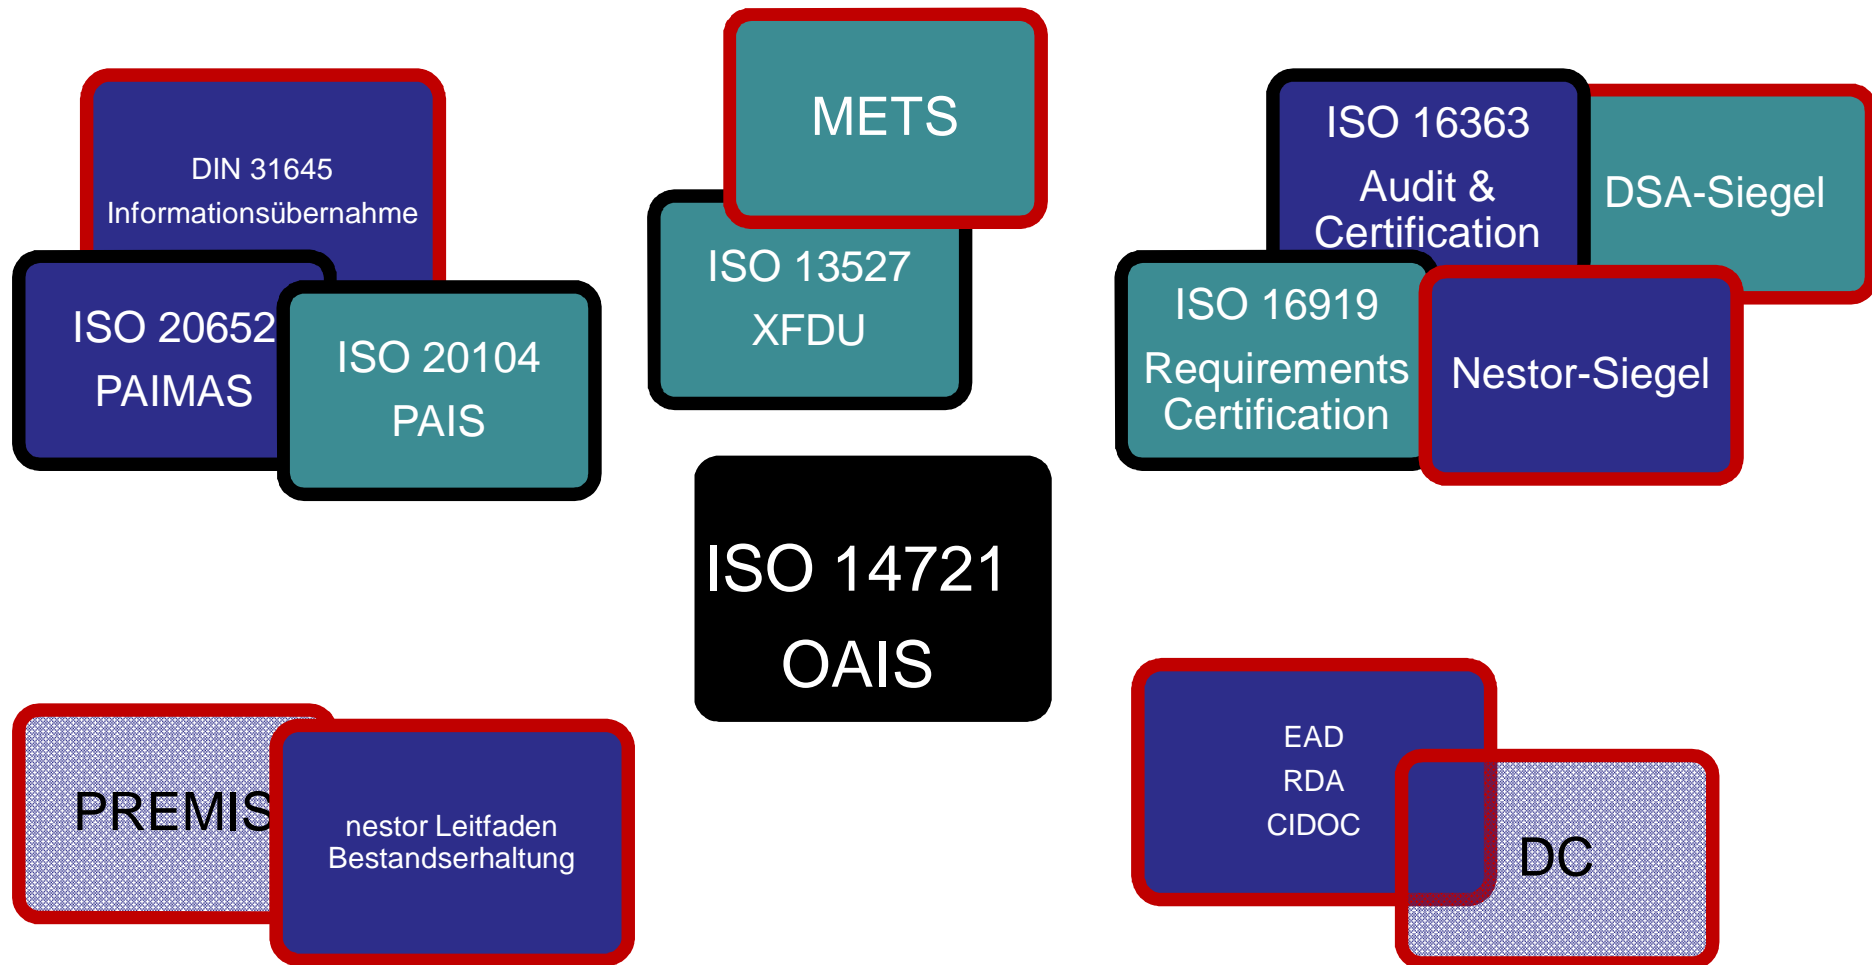 METS
DIN 31645
Informationsübernahme
ISO 20652
PAIMAS
ISO 20104
PAIS
ISO 13527
XFDU
ISO 16363
Audit &
Certification
DSA-Siegel
ISO 16919
Requirements
Certification
Nestor-Siegel
ISO 14721
OAIS
PREMIS
nestor Leitfaden
Bestandserhaltung
EAD
RDA
CIDOC
DC